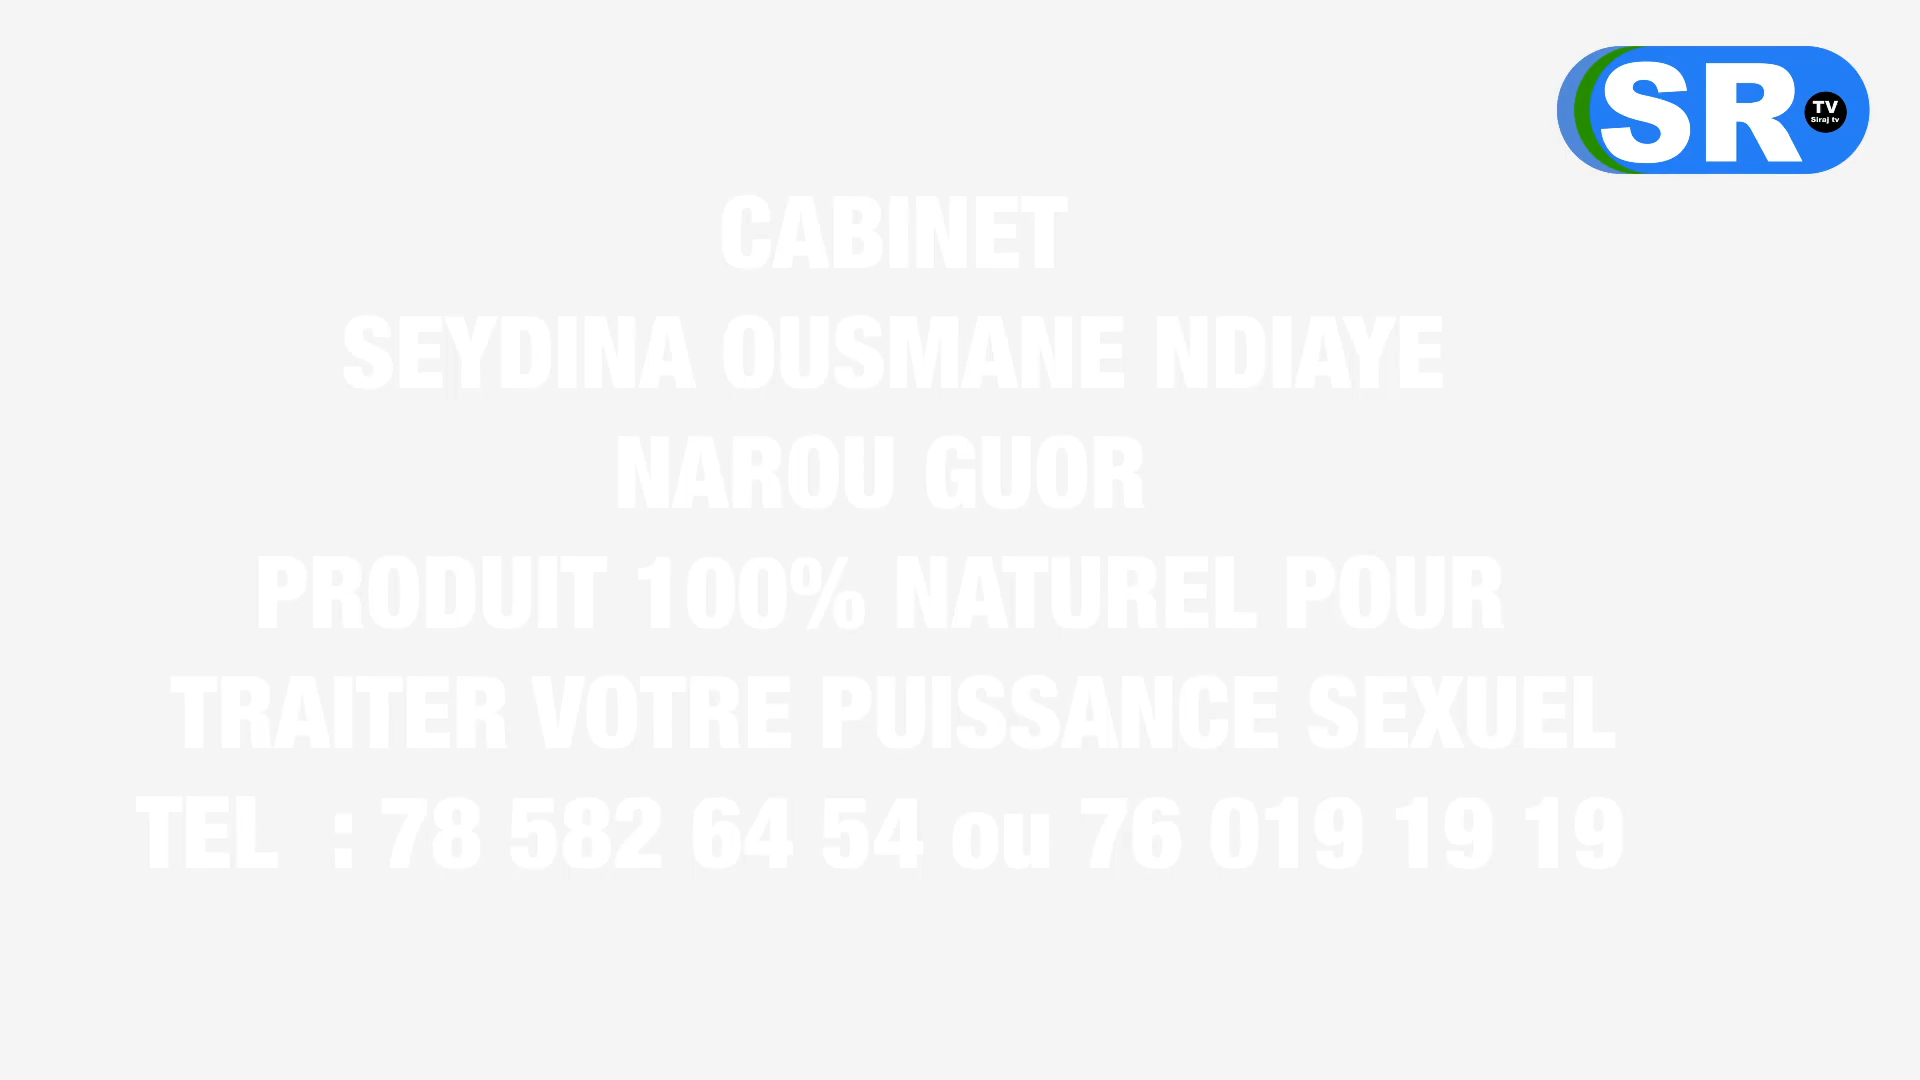 SR
TV
Siraj tv
CABINET
SEYDINA OUSMANE NDIAYE
NAROU GUOR
PRODUIT 100% NATUREL POUR
TRAITER VOTRE PUISSANCE SEXUEL
TEL : 78 582 64 54 ou 76 019 19 19